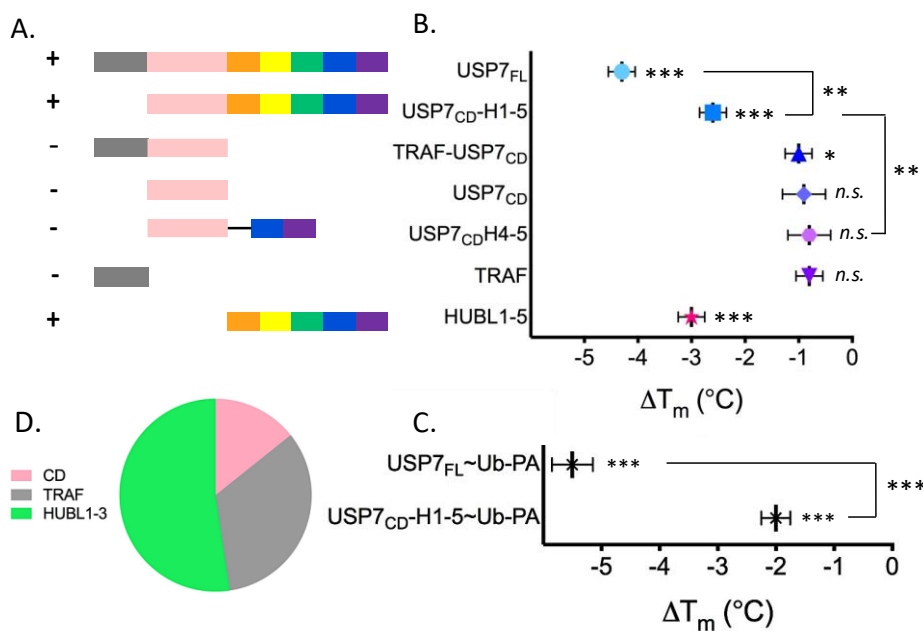 A.
+
+
-
-
-
-
+
B.
USP7FL ***
USP7CD-H1-5 ***
**
TRAF-USP7CD *
**
USP7CD n.s.
USP7CDH4-5 n.s.
TRAF n.s.
HUBL1-5 ***
-5 -4 -3 -2 -1 0
ΔTm (°C)
D.
CD
TRAF
HUBL1-3
C.
USP7FL~Ub-PA ***
***
USP7CD-H1-5~Ub-PA ***
-5 -4 -3 -2 -1 0
ΔTm (°C)